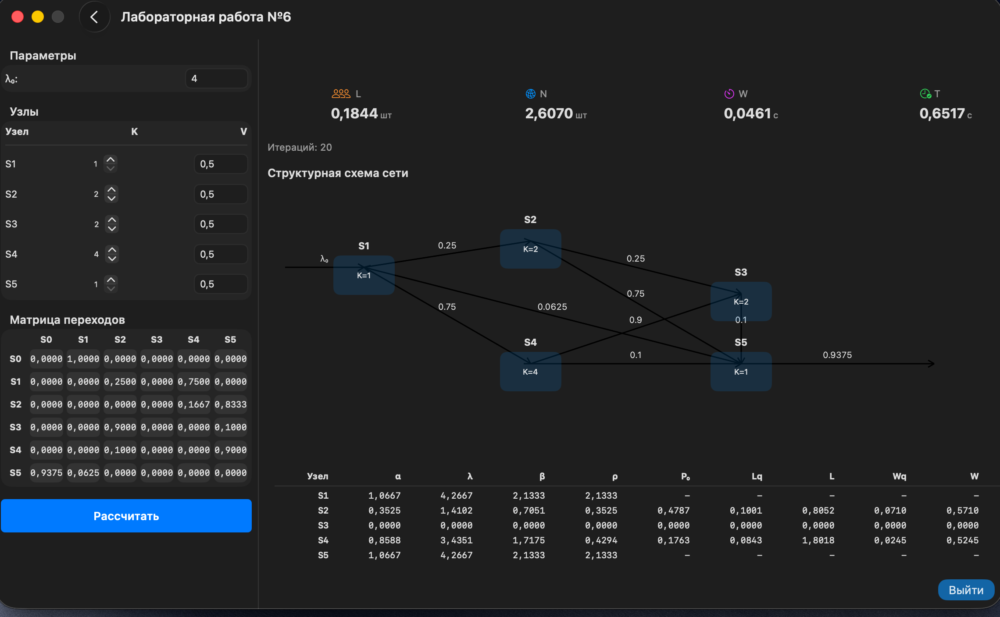 Лабораторная работа №6
Параметры
λ₀: 4
Узлы
Узел K V
S1 1 0,5
S2 2 0,5
S3 2 0,5
S4 4 0,5
S5 1 0,5
Матрица переходов
S0 S1 S2 S3 S4 S5
S0 0,0000 1,0000 0,0000 0,0000 0,0000 0,0000
S1 0,0000 0,0000 0,2500 0,0000 0,7500 0,0000
S2 0,0000 0,0000 0,0000 0,0000 0,1667 0,8333
S3 0,0000 0,0000 0,9000 0,0000 0,0000 0,1000
S4 0,0000 0,0000 0,1000 0,0000 0,0000 0,9000
S5 0,9375 0,0625 0,0000 0,0000 0,0000 0,0000
Рассчитать
L N W T
0,1844 шт 2,6070 шт 0,0461 с 0,6517 с
Итераций: 20
Структурная схема сети
S2
S1 0.25
K=2
λ₀ 0.25
K=1 S3
0.75
0.75 0.0625 K=2
0.9 0.1
S4 S5
0.1 0.9375
K=4 K=1
Узел α λ β ρ P₀ Lq L Wq W
S1 1,0667 4,2667 2,1333 2,1333 — — — — —
S2 0,3525 1,4102 0,7051 0,3525 0,4787 0,1001 0,8052 0,0710 0,5710
S3 0,0000 0,0000 0,0000 0,0000 0,0000 0,0000 0,0000 0,0000 0,0000
S4 0,8588 3,4351 1,7175 0,4294 0,1763 0,0843 1,8018 0,0245 0,5245
S5 1,0667 4,2667 2,1333 2,1333 — — — — —
Выйти